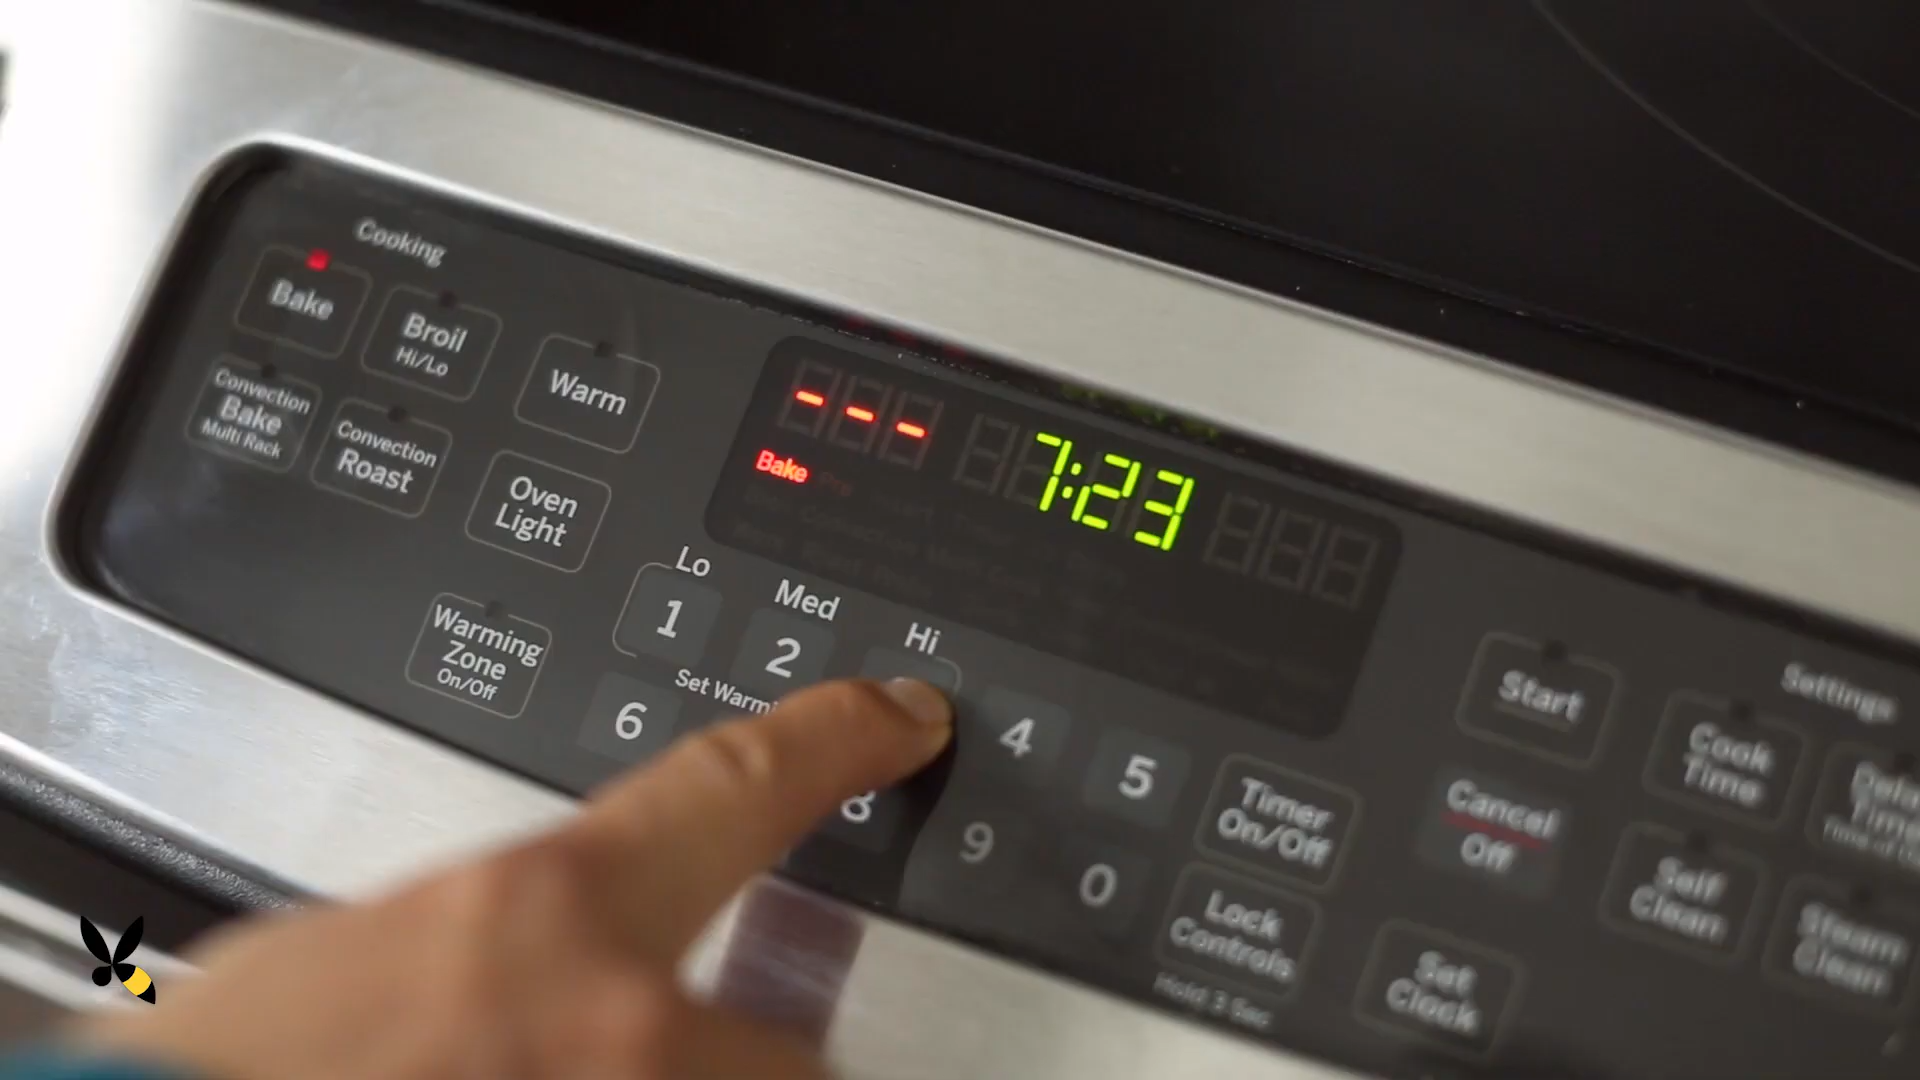 Cooking
Bake
Broil
Hi/Lo
Warm
Convection
Bake
Multi Rack
Convection
Roast
Oven
Light
Warming
Zone
On/Off
- - -
Bake
7:23
Lo
Med
Hi
1
2
4
5
Set Warmi
6
8
9
0
Timer
On/Off
Lock
Controls
Hold 3 Sec
Start
Cancel
Off
Set
Clock
Settings
Cook
Time
Self
Clean
Steam
Clean